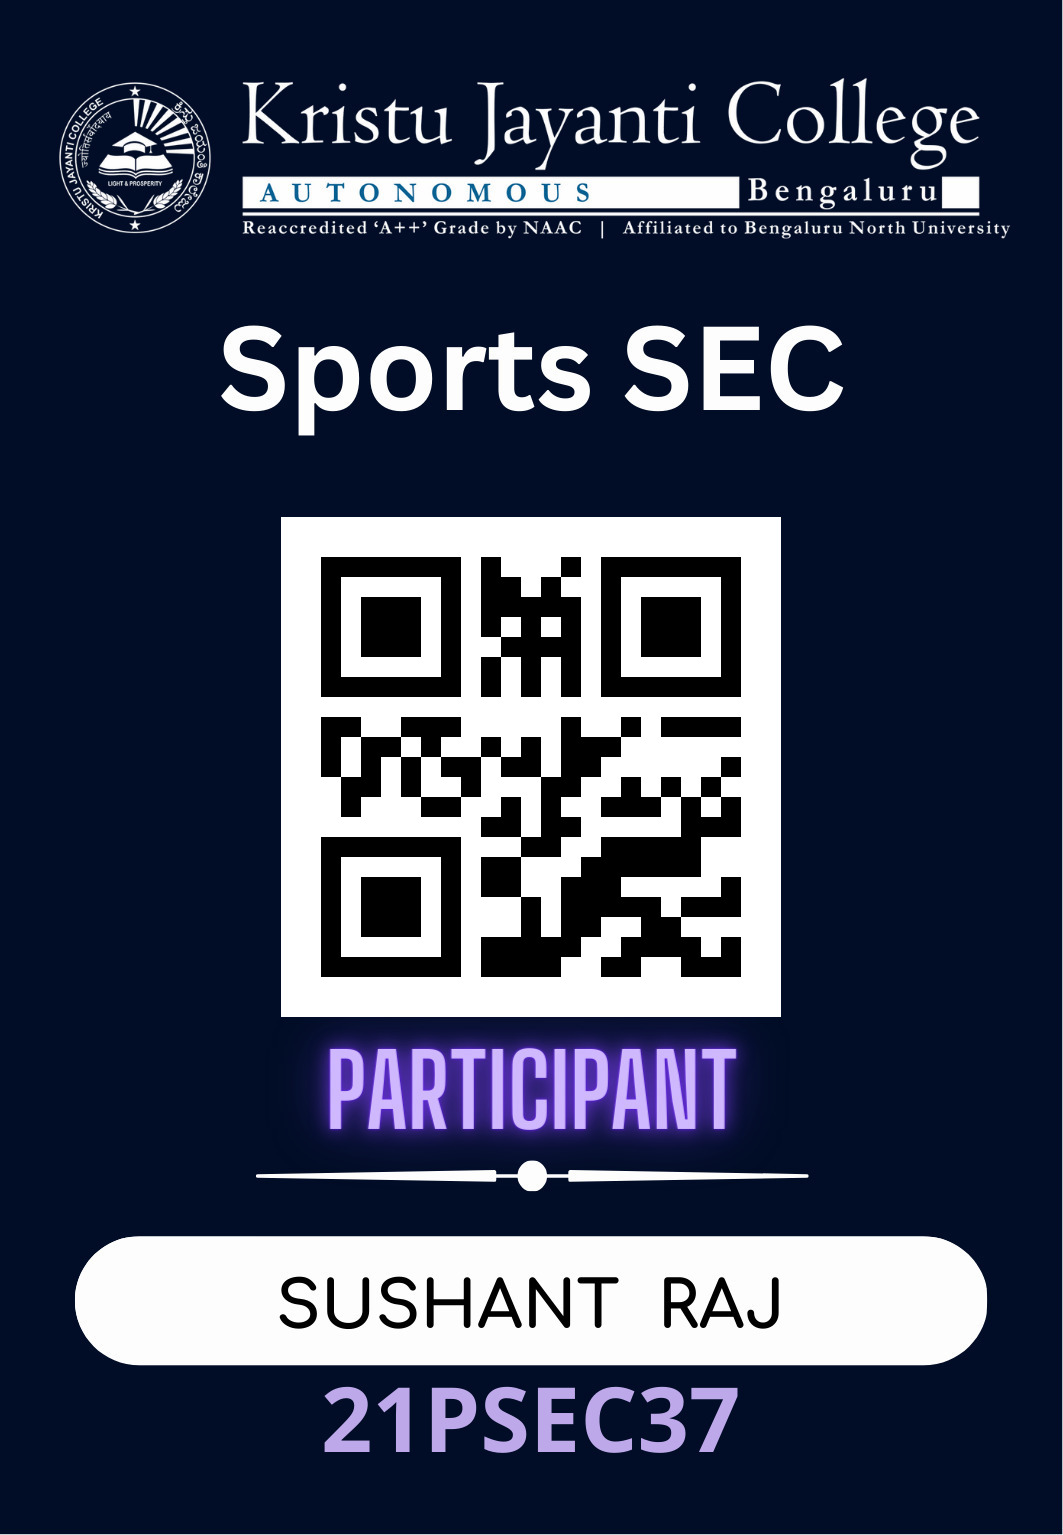 Kristu Jayanti College
AUTONOMOUS Bengaluru
Reaccredited ‘A++’ Grade by NAAC | Affiliated to Bengaluru North University
KRISTU JAYANTI COLLEGE
LIGHT & PROSPERITY
Sports SEC
PARTICIPANT
SUSHANT RAJ
21PSEC37